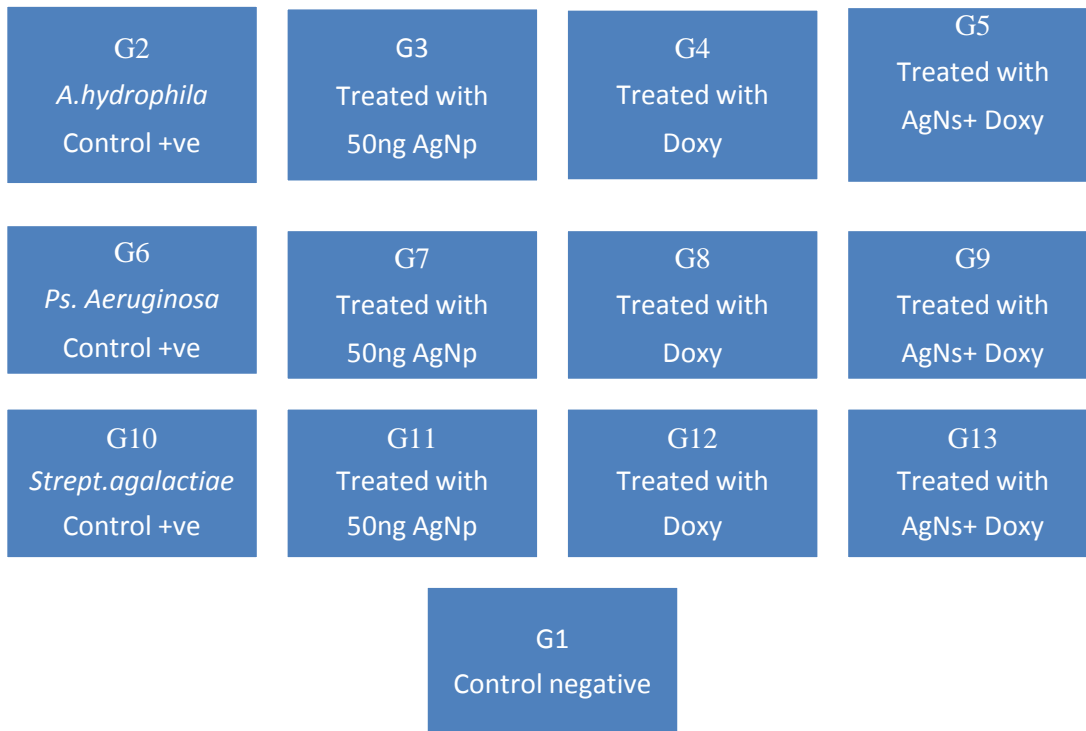 G2
A.hydrophila
Control +ve
G3
Treated with
50ng AgNp
G4
Treated with
Doxy
G5
Treated with
AgNs+ Doxy
G6
Ps. Aeruginosa
Control +ve
G7
Treated with
50ng AgNp
G8
Treated with
Doxy
G9
Treated with
AgNs+ Doxy
G10
Strept.agalactiae
Control +ve
G11
Treated with
50ng AgNp
G12
Treated with
Doxy
G13
Treated with
AgNs+ Doxy
G1
Control negative